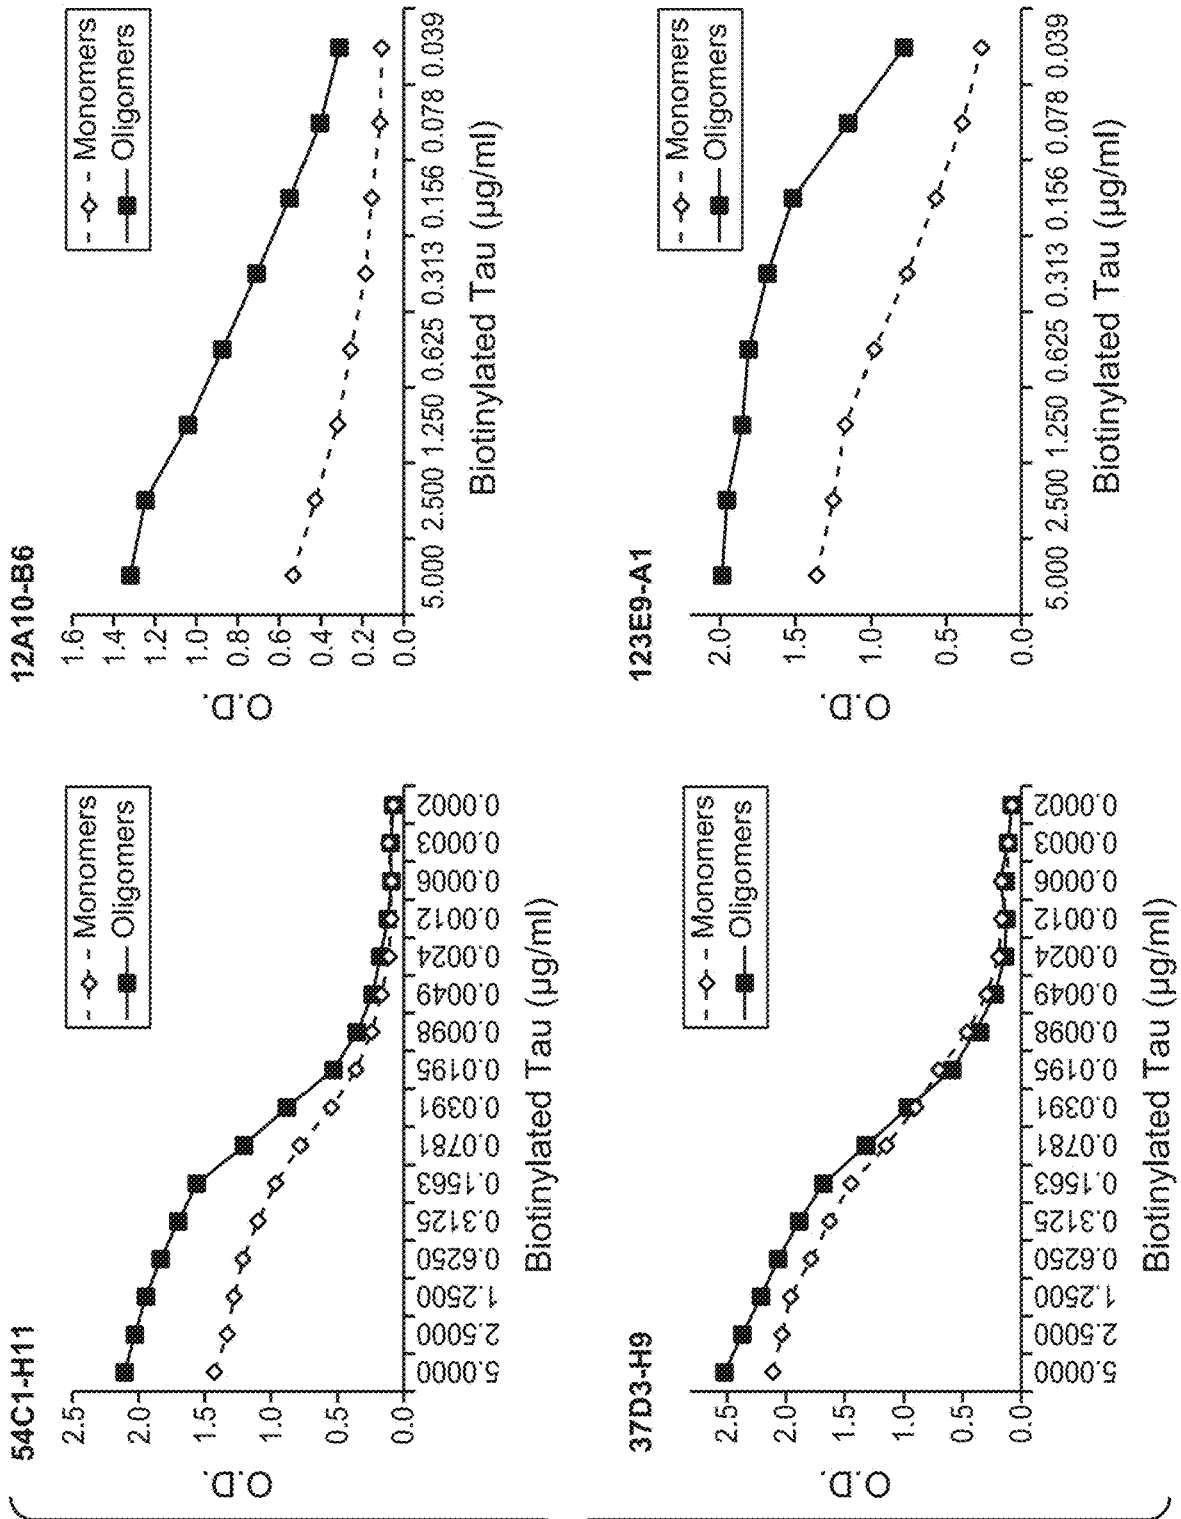 54C1-H11
Monomers
Oligomers
O.D.
2.5
2.0
1.5
1.0
0.5
0.0
5.0000 2.5000 1.2500 0.6250 0.3125 0.1563 0.0781 0.0391 0.0195 0.0098 0.0049 0.0024 0.0012 0.0006 0.0003 0.0002
Biotinylated Tau (µg/ml)
12A10-B6
Monomers
Oligomers
O.D.
1.6
1.4
1.2
1.0
0.8
0.6
0.4
0.2
0.0
5.000 2.500 1.250 0.625 0.313 0.156 0.078 0.039
Biotinylated Tau (µg/ml)
37D3-H9
Monomers
Oligomers
O.D.
2.5
2.0
1.5
1.0
0.5
0.0
5.0000 2.5000 1.2500 0.6250 0.3125 0.1563 0.0781 0.0391 0.0195 0.0098 0.0049 0.0024 0.0012 0.0006 0.0003 0.0002
Biotinylated Tau (µg/ml)
123E9-A1
Monomers
Oligomers
O.D.
2.0
1.5
1.0
0.5
0.0
5.000 2.500 1.250 0.625 0.313 0.156 0.078 0.039
Biotinylated Tau (µg/ml)